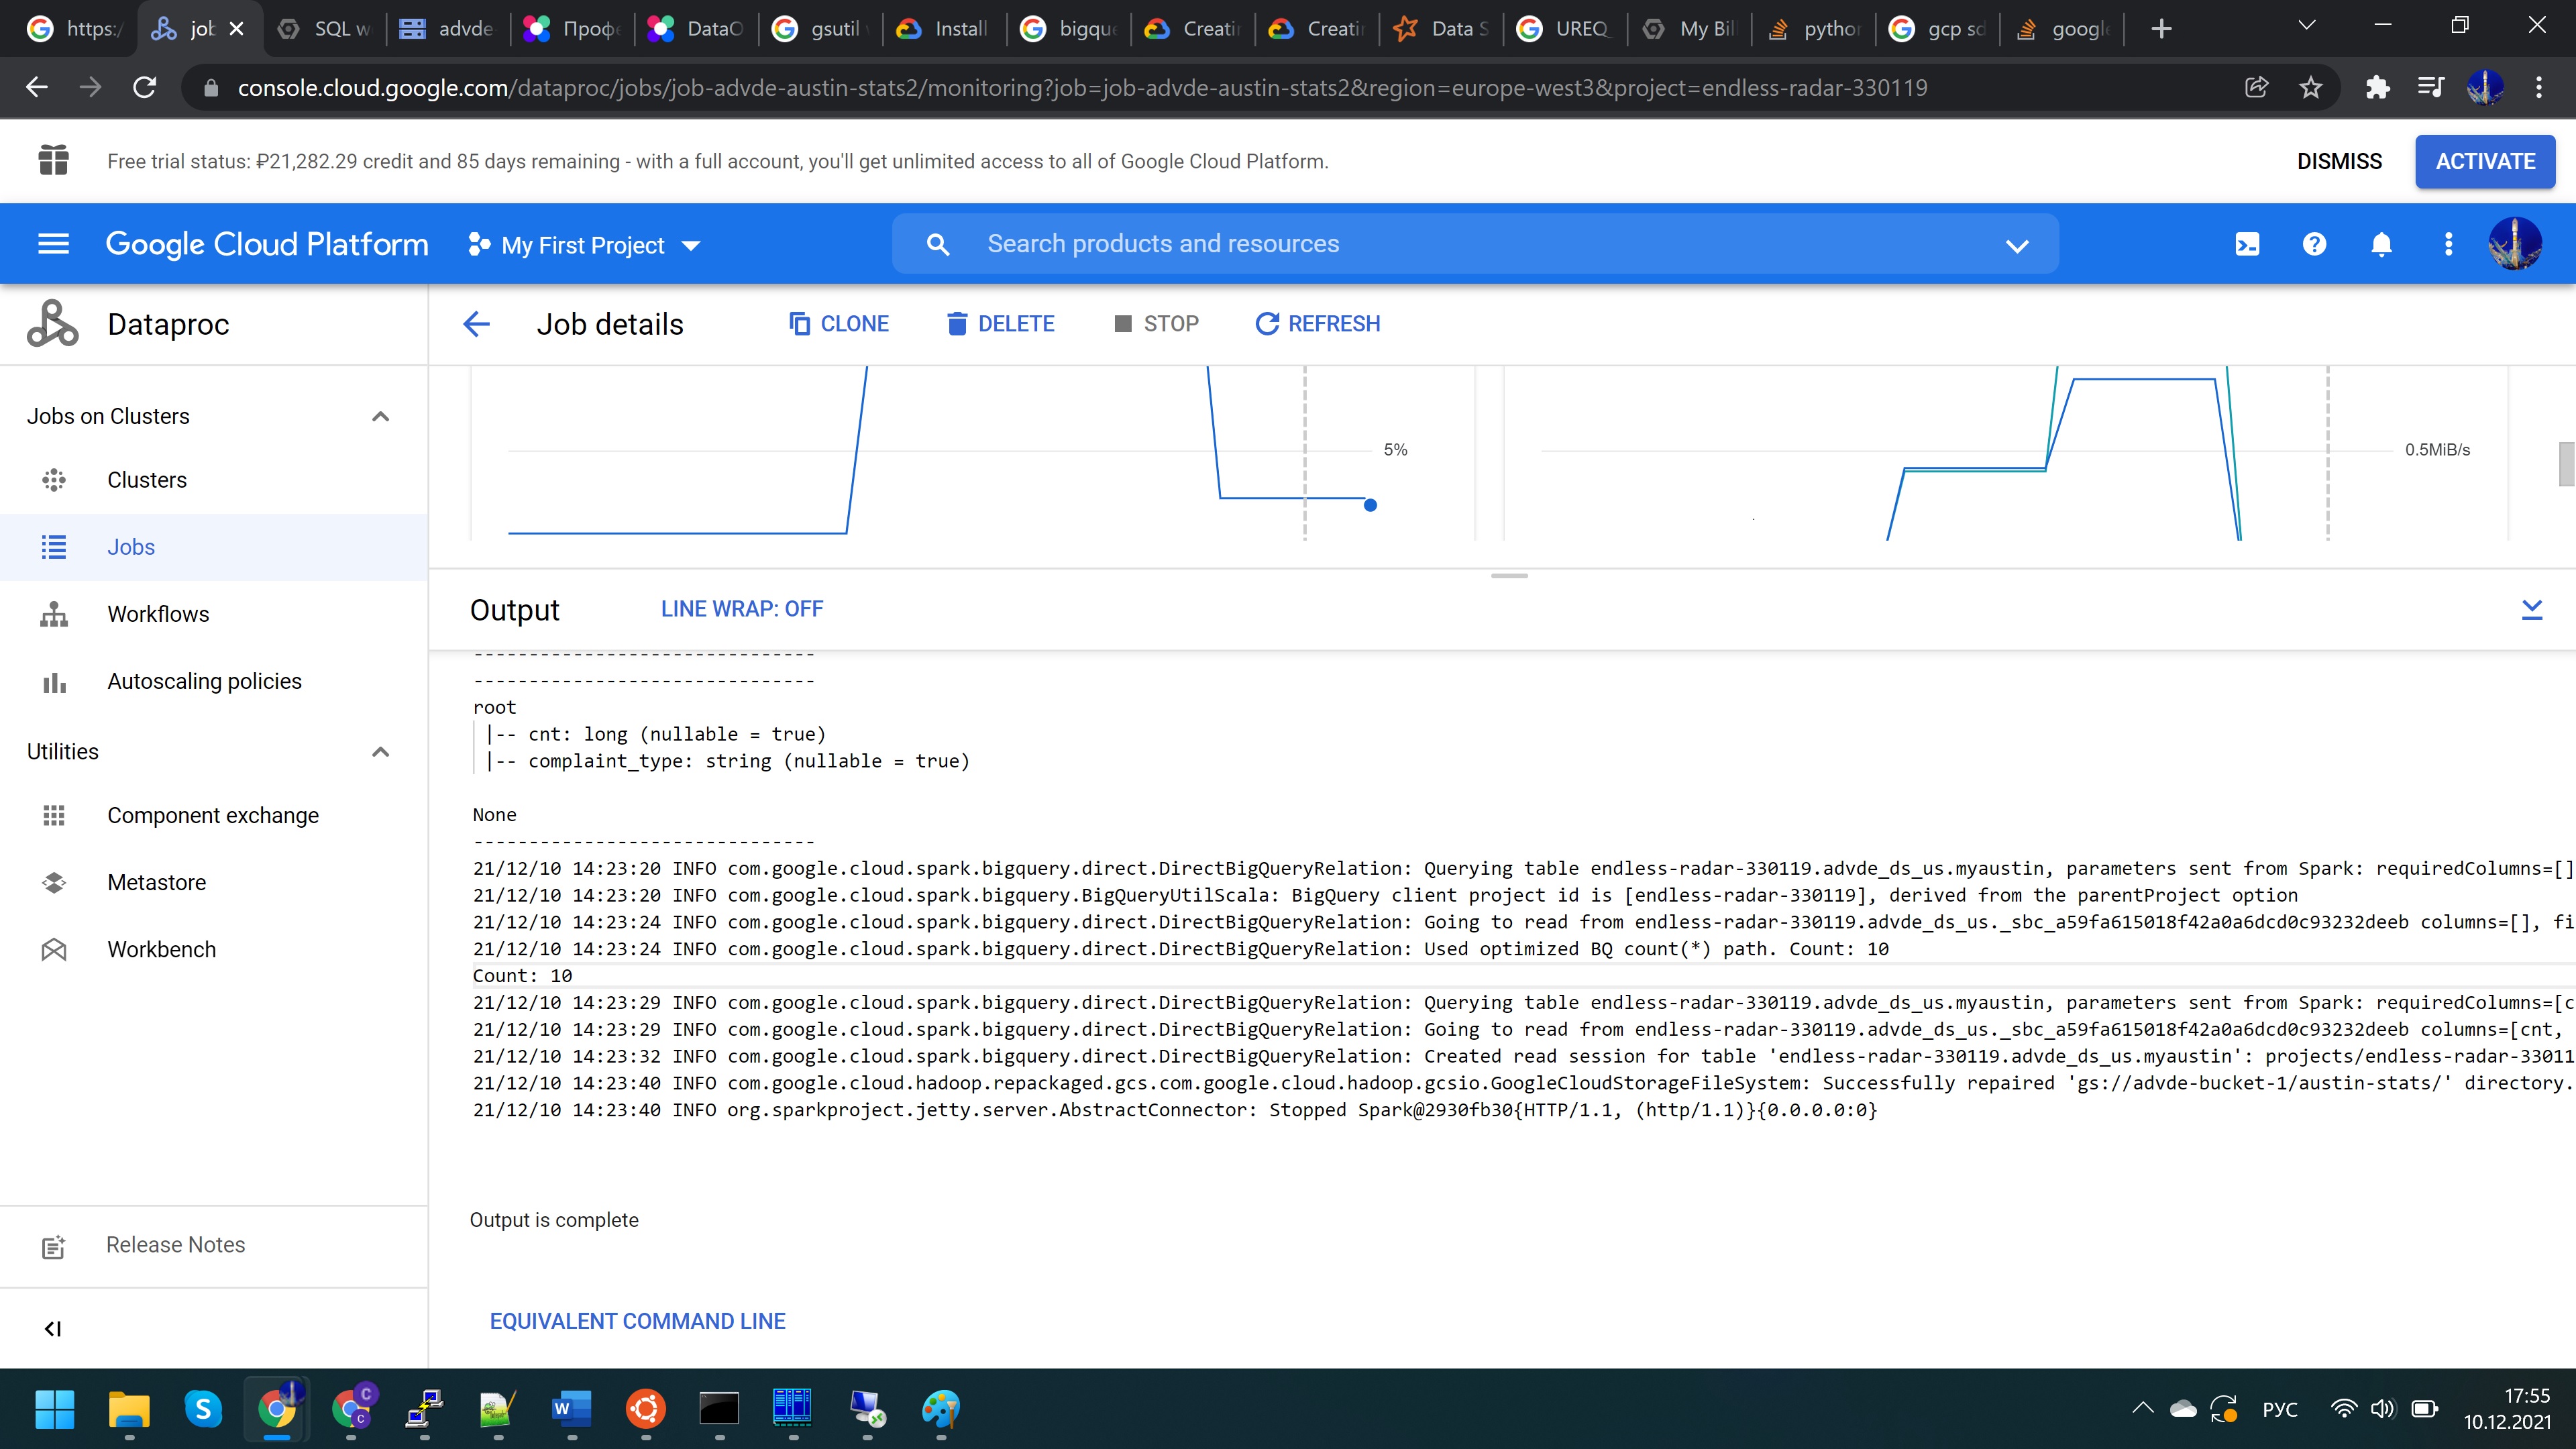 https:/
job
SQL w
advde
Проф
DataO
gsutil
Install
bigque
Creati
Creati
Data S
UREQ_
My Bil
python
gcp sd
google
console.cloud.google.com/dataproc/jobs/job-advde-austin-stats2/monitoring?job=job-advde-austin-stats2&region=europe-west3&project=endless-radar-330119
Free trial status: ₽21,282.29 credit and 85 days remaining - with a full account, you'll get unlimited access to all of Google Cloud Platform.
DISMISS
ACTIVATE
Google Cloud Platform
My First Project
Search products and resources
Dataproc
Job details
CLONE
DELETE
STOP
REFRESH
Jobs on Clusters
Clusters
Jobs
Workflows
Autoscaling policies
Utilities
Component exchange
Metastore
Workbench
Release Notes
5%
0.5MiB/s
Output
LINE WRAP: OFF
-------------------------------
-------------------------------
root
|-- cnt: long (nullable = true)
|-- complaint_type: string (nullable = true)
None
-------------------------------
21/12/10 14:23:20 INFO com.google.cloud.spark.bigquery.direct.DirectBigQueryRelation: Querying table endless-radar-330119.advde_ds_us.myaustin, parameters sent from Spark: requiredColumns=[]
21/12/10 14:23:20 INFO com.google.cloud.spark.bigquery.BigQueryUtilScala: BigQuery client project id is [endless-radar-330119], derived from the parentProject option
21/12/10 14:23:24 INFO com.google.cloud.spark.bigquery.direct.DirectBigQueryRelation: Going to read from endless-radar-330119.advde_ds_us._sbc_a59fa615018f42a0a6dcd0c93232deeb columns=[], fi
21/12/10 14:23:24 INFO com.google.cloud.spark.bigquery.direct.DirectBigQueryRelation: Used optimized BQ count(*) path. Count: 10
Count: 10
21/12/10 14:23:29 INFO com.google.cloud.spark.bigquery.direct.DirectBigQueryRelation: Querying table endless-radar-330119.advde_ds_us.myaustin, parameters sent from Spark: requiredColumns=[c
21/12/10 14:23:29 INFO com.google.cloud.spark.bigquery.direct.DirectBigQueryRelation: Going to read from endless-radar-330119.advde_ds_us._sbc_a59fa615018f42a0a6dcd0c93232deeb columns=[cnt,
21/12/10 14:23:32 INFO com.google.cloud.spark.bigquery.direct.DirectBigQueryRelation: Created read session for table 'endless-radar-330119.advde_ds_us.myaustin': projects/endless-radar-33011
21/12/10 14:23:40 INFO com.google.cloud.hadoop.repackaged.gcs.com.google.cloud.hadoop.gcsio.GoogleCloudStorageFileSystem: Successfully repaired 'gs://advde-bucket-1/austin-stats/' directory.
21/12/10 14:23:40 INFO org.sparkproject.jetty.server.AbstractConnector: Stopped Spark@2930fb30{HTTP/1.1, (http/1.1)}{0.0.0.0:0}
Output is complete
EQUIVALENT COMMAND LINE
РУС
17:55
10.12.2021